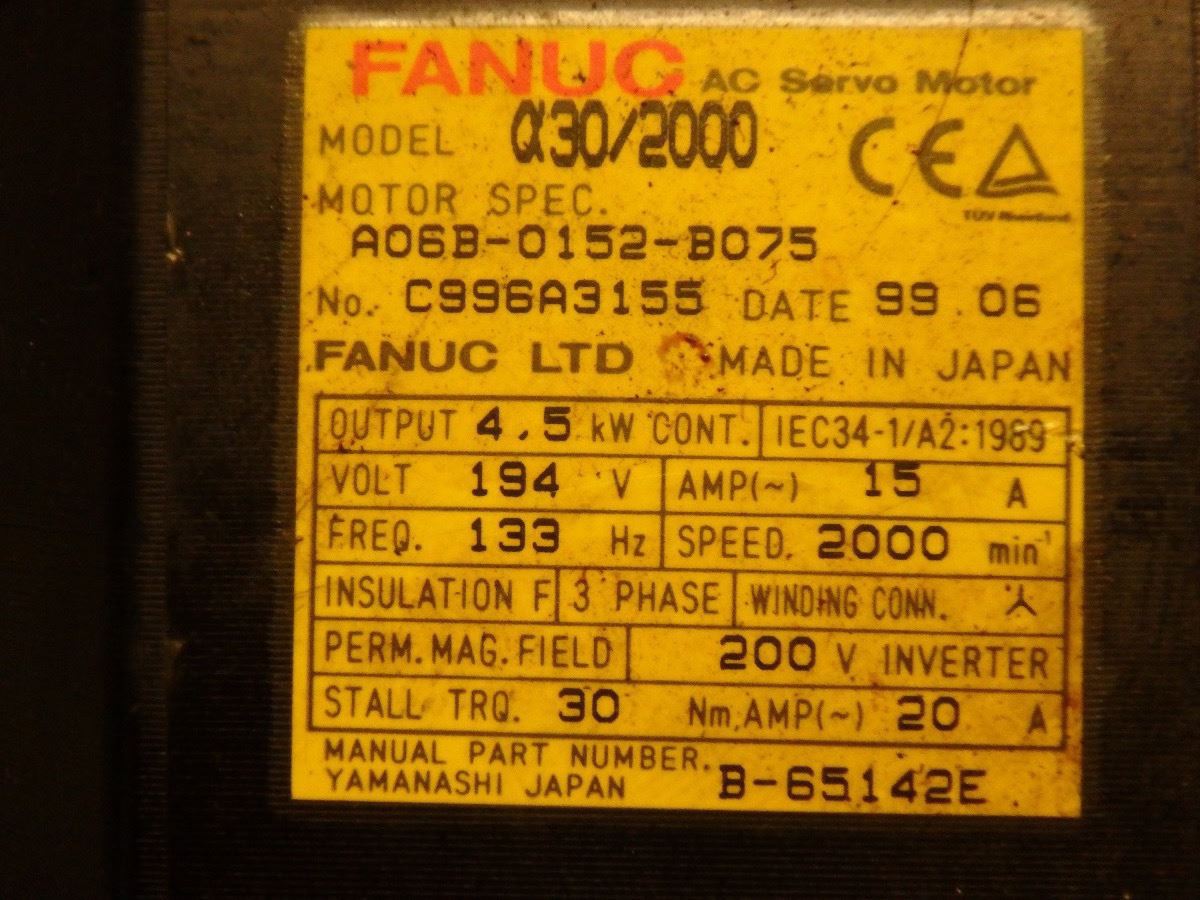 FANUC AC Servo Motor
MODEL α30/2000
CE
TÜV Rheinland
MOTOR SPEC.
A06B-0152-B075
No. C996A3155 DATE 99.06
FANUC LTD MADE IN JAPAN
OUTPUT 4.5 kW CONT. IEC34-1/A2:1989
VOLT 194 V AMP(~) 15 A
FREQ. 133 Hz SPEED. 2000 min⁻¹
INSULATION F 3 PHASE WINDING CONN.
PERM. MAG. FIELD 200 V INVERTER
STALL TRQ. 30 Nm, AMP(~) 20 A
MANUAL PART NUMBER.
YAMANASHI JAPAN B-65142E